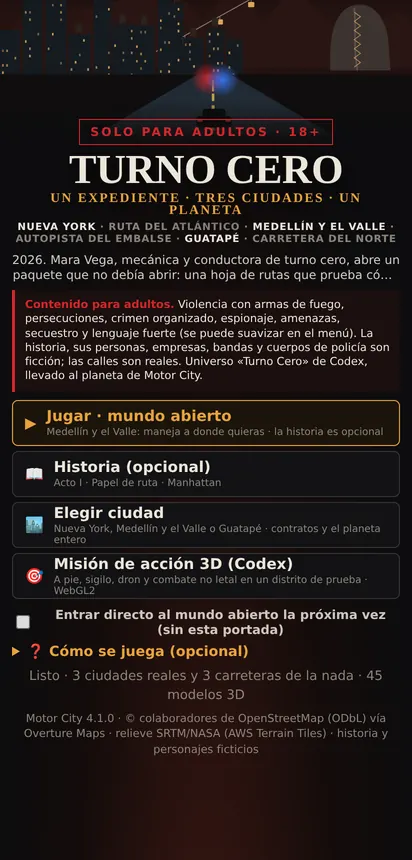 SOLO PARA ADULTOS · 18+
TURNO CERO
UN EXPEDIENTE · TRES CIUDADES · UN
PLANETA
NUEVA YORK · RUTA DEL ATLÁNTICO · MEDELLÍN Y EL VALLE ·
AUTOPISTA DEL EMBALSE · GUATAPÉ · CARRETERA DEL NORTE
2026. Mara Vega, mecánica y conductora de turno cero, abre un
paquete que no debía abrir: una hoja de rutas que prueba có...
Contenido para adultos. Violencia con armas de fuego,
persecuciones, crimen organizado, espionaje, amenazas,
secuestro y lenguaje fuerte (se puede suavizar en el menú). La
historia, sus personas, empresas, bandas y cuerpos de policía son
ficción; las calles son reales. Universo «Turno Cero» de Codex,
llevado al planeta de Motor City.
Jugar · mundo abierto
Medellín y el Valle: maneja a donde quieras · la historia es opcional
Historia (opcional)
Acto I · Papel de ruta · Manhattan
Elegir ciudad
Nueva York, Medellín y el Valle o Guatapé · contratos y el planeta
entero
Misión de acción 3D (Codex)
A pie, sigilo, dron y combate no letal en un distrito de prueba ·
WebGL2
Entrar directo al mundo abierto la próxima vez
(sin esta portada)
❓ Cómo se juega (opcional)
Listo · 3 ciudades reales y 3 carreteras de la nada · 45
modelos 3D
Motor City 4.1.0 · © colaboradores de OpenStreetMap (ODbL) vía
Overture Maps · relieve SRTM/NASA (AWS Terrain Tiles) · historia y
personajes ficticios